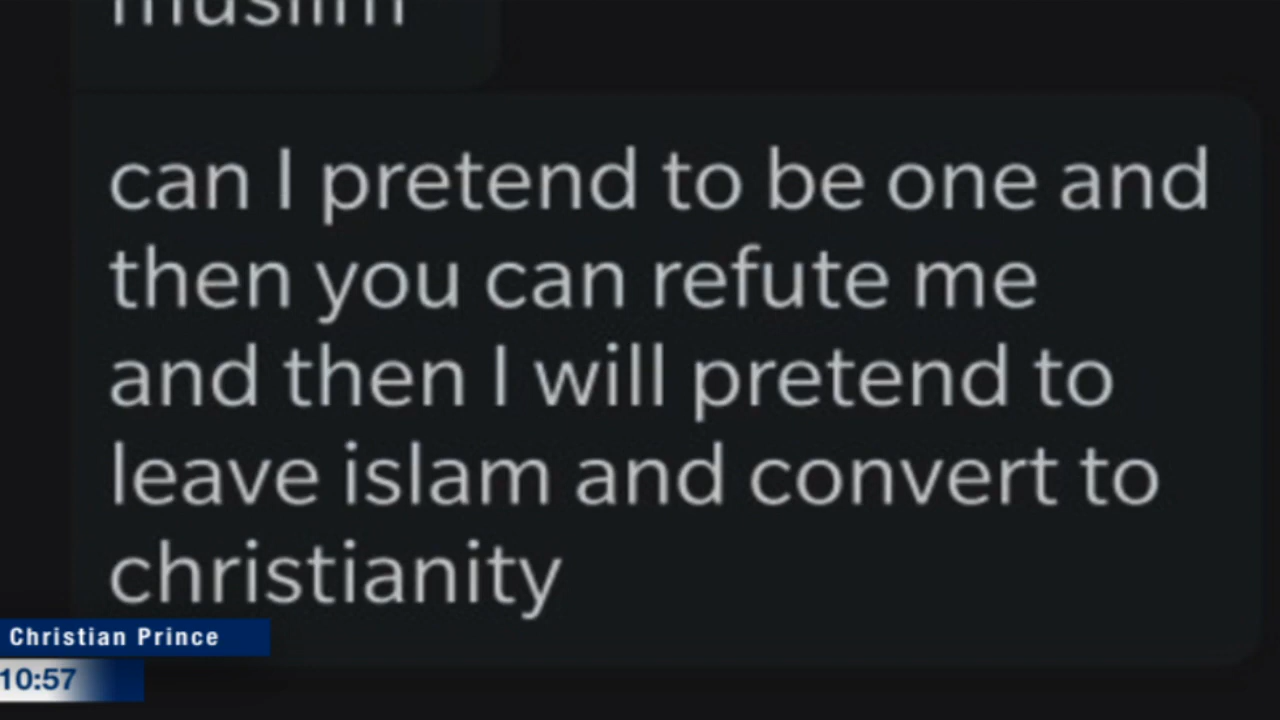 muslim
can I pretend to be one and
then you can refute me
and then I will pretend to
leave islam and convert to
christianity
Christian Prince
10:57